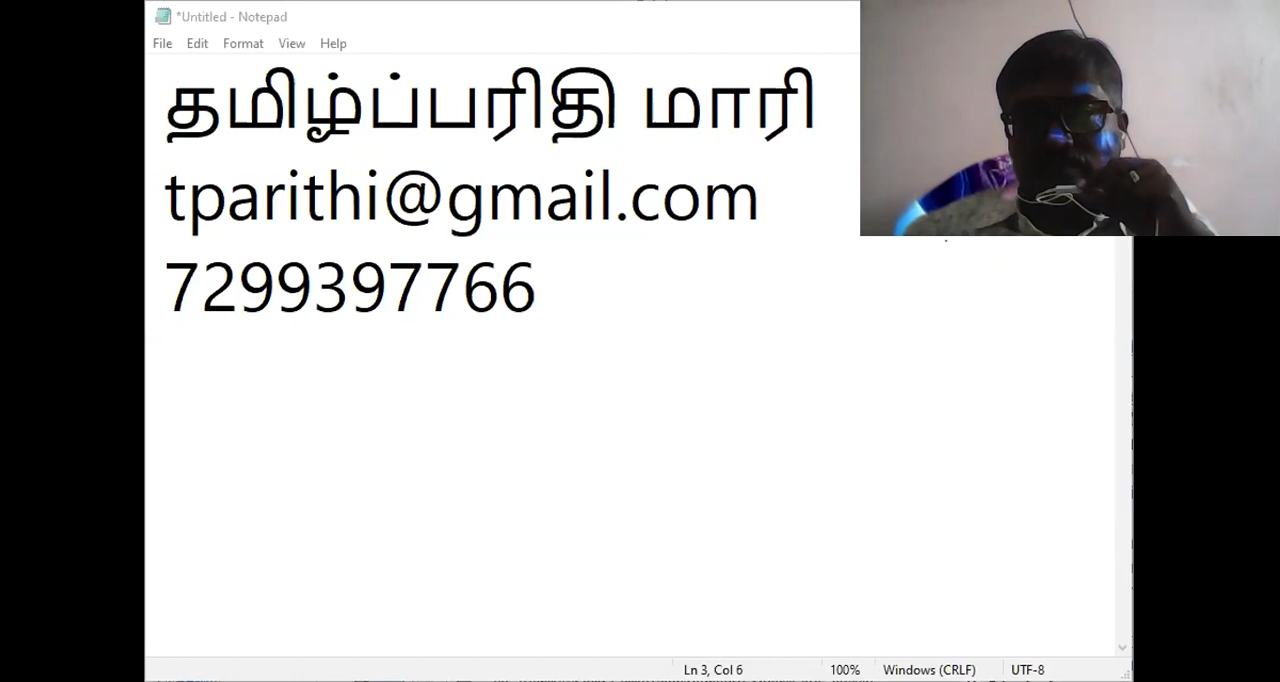 *Untitled - Notepad
File Edit Format View Help
தமிழ்ப்பரிதி மாரி
tparithi@gmail.com
7299397766
Ln 3, Col 6 100% Windows (CRLF) UTF-8